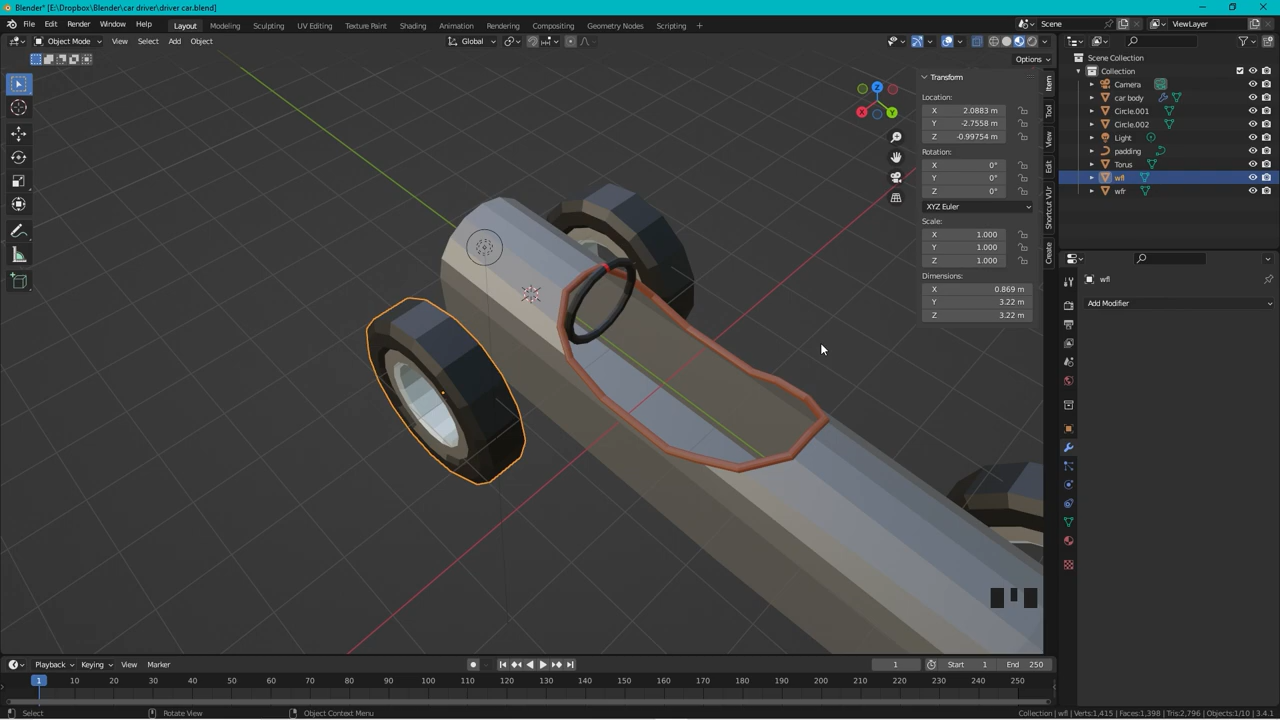 Blender* [E:\Dropbox\Blender\car driver\driver car.blend]
File Edit Render Window Help Layout Modeling Sculpting UV Editing Texture Paint Shading Animation Rendering Compositing Geometry Nodes Scripting + Scene ViewLayer
Object Mode View Select Add Object Global
Options
Transform
Location:
X 2.0883 m
Y -2.7558 m
Z -0.99754 m
Rotation:
X 0°
Y 0°
Z 0°
XYZ Euler
Scale:
X 1.000
Y 1.000
Z 1.000
Dimensions:
X 0.869 m
Y 3.22 m
Z 3.22 m
Item
Tool
View
Edit
Shortcut VUr
Create
X
Y
Z
Scene Collection
Collection
Camera
car body
Circle.001
Circle.002
Light
padding
Torus
wfl
wfr
wfl
Add Modifier
Playback Keying View Marker 1 Start 1 End 250
1 10 20 30 40 50 60 70 80 90 100 110 120 130 140 150 160 170 180 190 200 210 220 230 240 250
Select Rotate View Object Context Menu Collection | wfl | Verts:1,415 | Faces:1,398 | Tris:2,796 | Objects:1/10 | 3.4.1